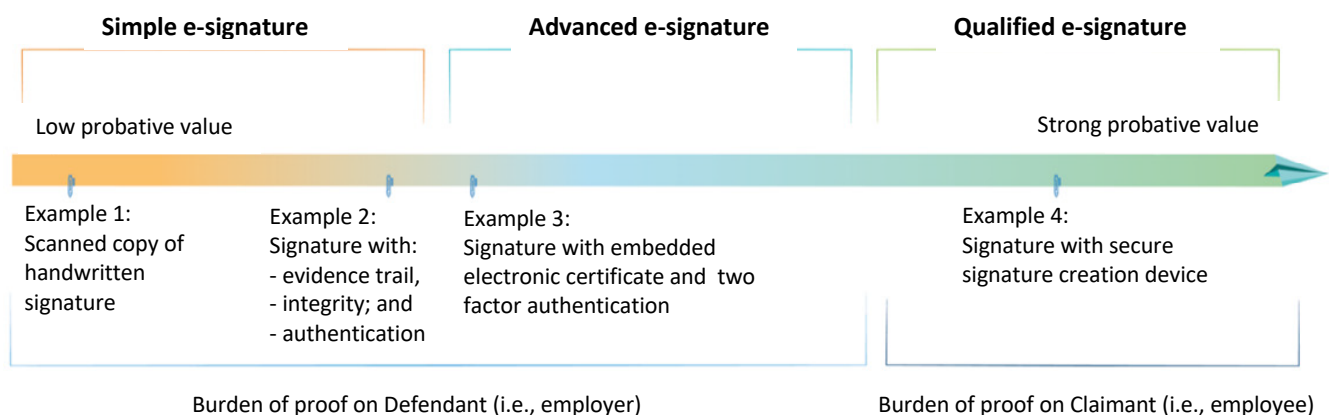 Simple e-signature
Advanced e-signature
Qualified e-signature
Low probative value
Strong probative value
Example 1:
Scanned copy of
handwritten
signature
Example 2:
Signature with:
- evidence trail,
- integrity; and
- authentication
Example 3:
Signature with embedded
electronic certificate and  two
factor authentication
Example 4:
Signature with secure
signature creation device
Burden of proof on Defendant (i.e., employer)
Burden of proof on Claimant (i.e., employee)